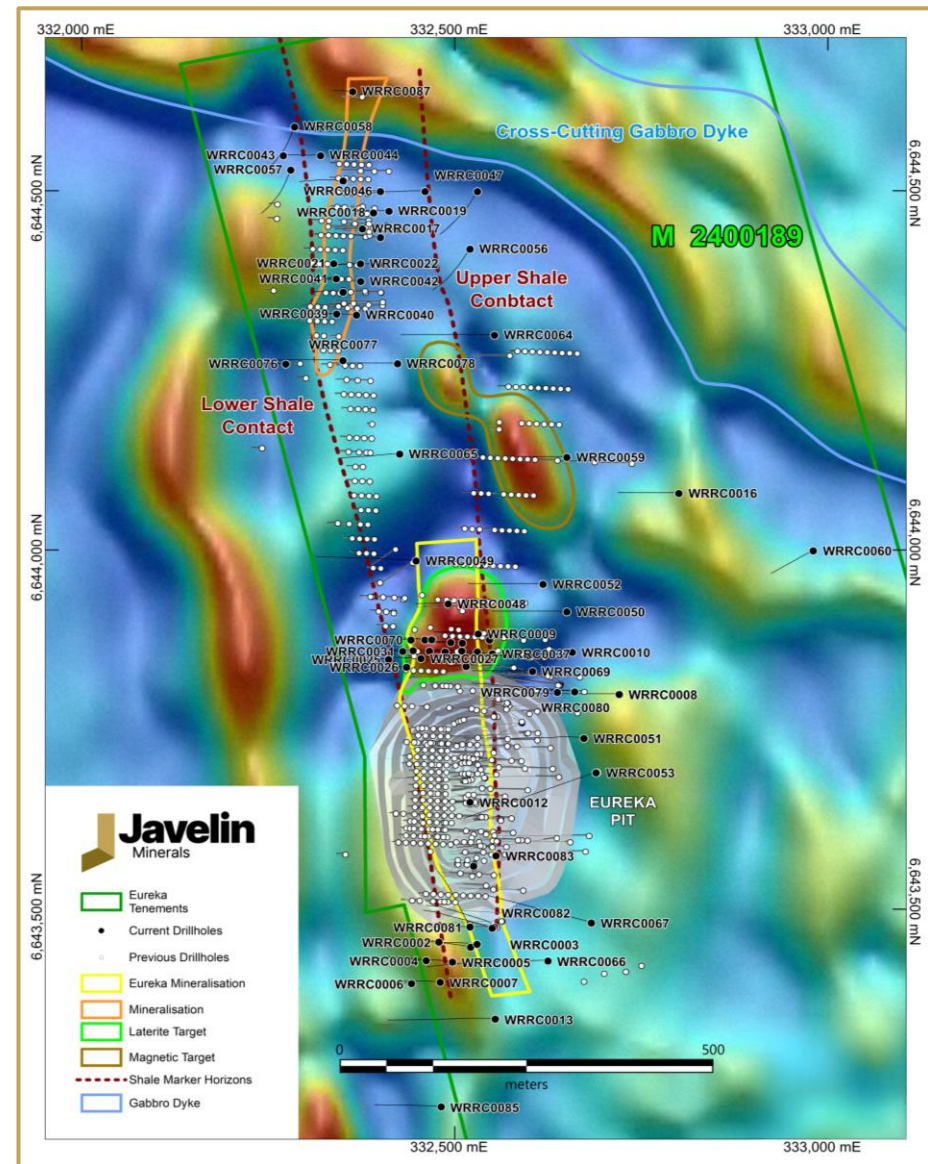 332,000 mE
332,500 mE
333,000 mE
WRRC0087
WRRC0058
Cross-Cutting Gabbro Dyke
WRRC0043
WRRC0044
WRRC0057
6,644,500 mN
6,644,500 mN
WRRC0046
WRRC0047
WRRC0018
WRRC0019
WRRC0017
M 2400189
WRRC0056
WRRC0021
WRRC0022
Upper Shale
Conbtact
WRRC0041
WRRC0042
WRRC0039
WRRC0040
WRRC0064
WRRC0077
WRRC0076
WRRC0078
Lower Shale
Contact
WRRC0065
WRRC0059
WRRC0016
6,644,000 mN
6,644,000 mN
WRRC0060
WRRC0049
WRRC0052
WRRC0048
WRRC0050
WRRC0009
WRRC0070
WRRC0031
WRRC0037
WRRC0010
WRRC0027
WRRC0026
WRRC0069
WRRC0079
WRRC0008
WRRC0080
WRRC0051
WRRC0053
WRRC0012
EUREKA
PIT
WRRC0083
6,643,500 mN
6,643,500 mN
WRRC0082
WRRC0081
WRRC0067
WRRC0002
WRRC0003
WRRC0004
WRRC0005
WRRC0066
WRRC0006
WRRC0007
WRRC0013
WRRC0085
0
500
meters
Javelin
Minerals
Eureka
Tenements
Current Drillholes
Previous Drillholes
Eureka Mineralisation
Mineralisation
Laterite Target
Magnetic Target
Shale Marker Horizons
Gabbro Dyke
332,500 mE
333,000 mE